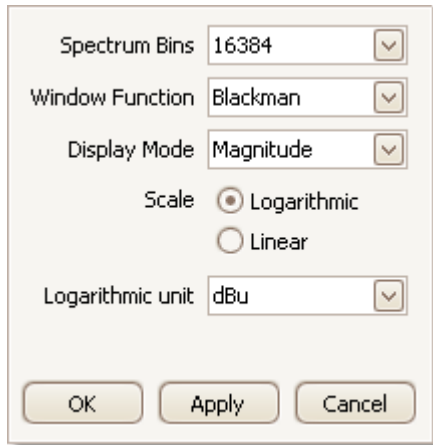 Spectrum Bins 16384
Window Function Blackman
Display Mode Magnitude
Scale Logarithmic
Linear
Logarithmic unit dBu
OK Apply Cancel